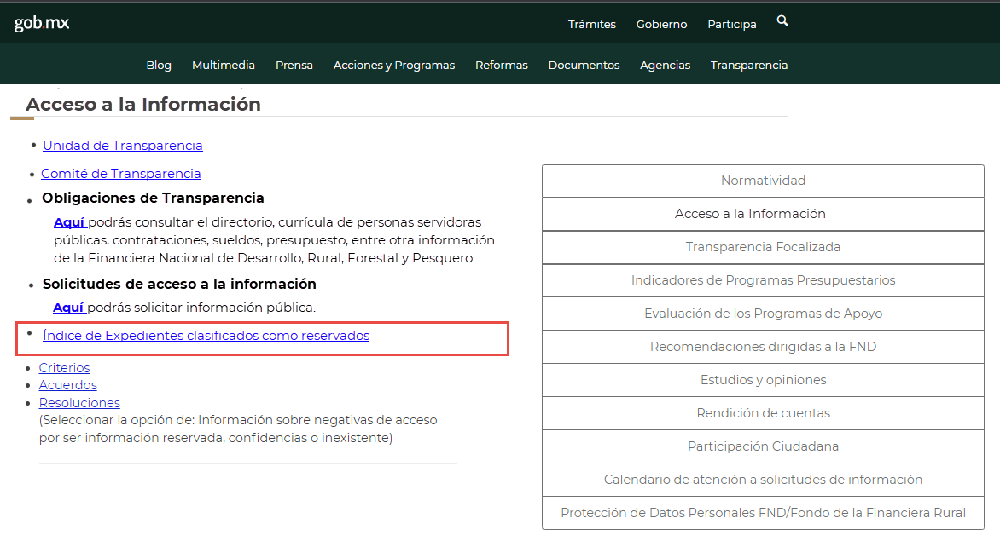 gob.mx
Trámites Gobierno Participa
Blog Multimedia Prensa Acciones y Programas Reformas Documentos Agencias Transparencia
Acceso a la Información
• Unidad de Transparencia
• Comité de Transparencia
• Obligaciones de Transparencia
Aquí podrás consultar el directorio, currícula de personas servidoras
públicas, contrataciones, sueldos, presupuesto, entre otra información
de la Financiera Nacional de Desarrollo, Rural, Forestal y Pesquero.
• Solicitudes de acceso a la información
Aquí podrás solicitar información pública.
• Índice de Expedientes clasificados como reservados
• Criterios
• Acuerdos
• Resoluciones
(Seleccionar la opción de: Información sobre negativas de acceso
por ser información reservada, confidencias o inexistente)
Normatividad
Acceso a la Información
Transparencia Focalizada
Indicadores de Programas Presupuestarios
Evaluación de los Programas de Apoyo
Recomendaciones dirigidas a la FND
Estudios y opiniones
Rendición de cuentas
Participación Ciudadana
Calendario de atención a solicitudes de información
Protección de Datos Personales FND/Fondo de la Financiera Rural